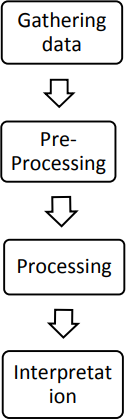 Gathering
data
Pre-
Processing
Processing
Interpretat
ion